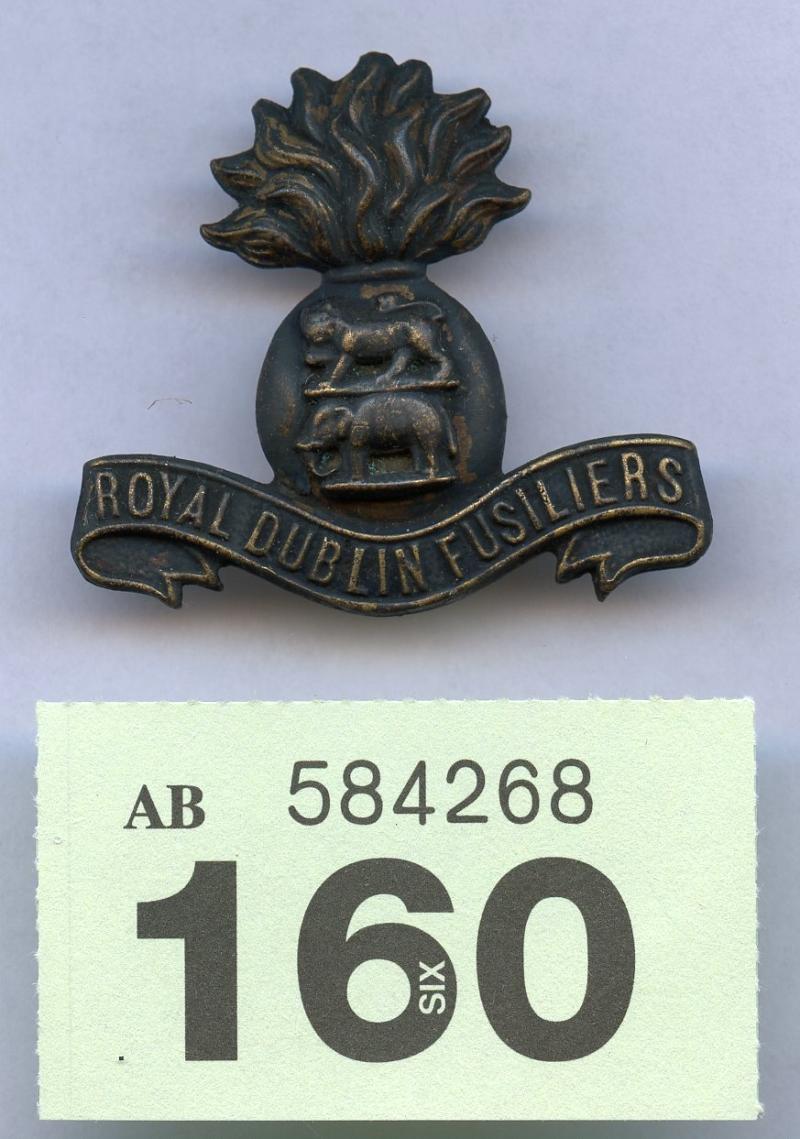 ROYAL DUBLIN FUSILIERS
AB 584268
160
SIX